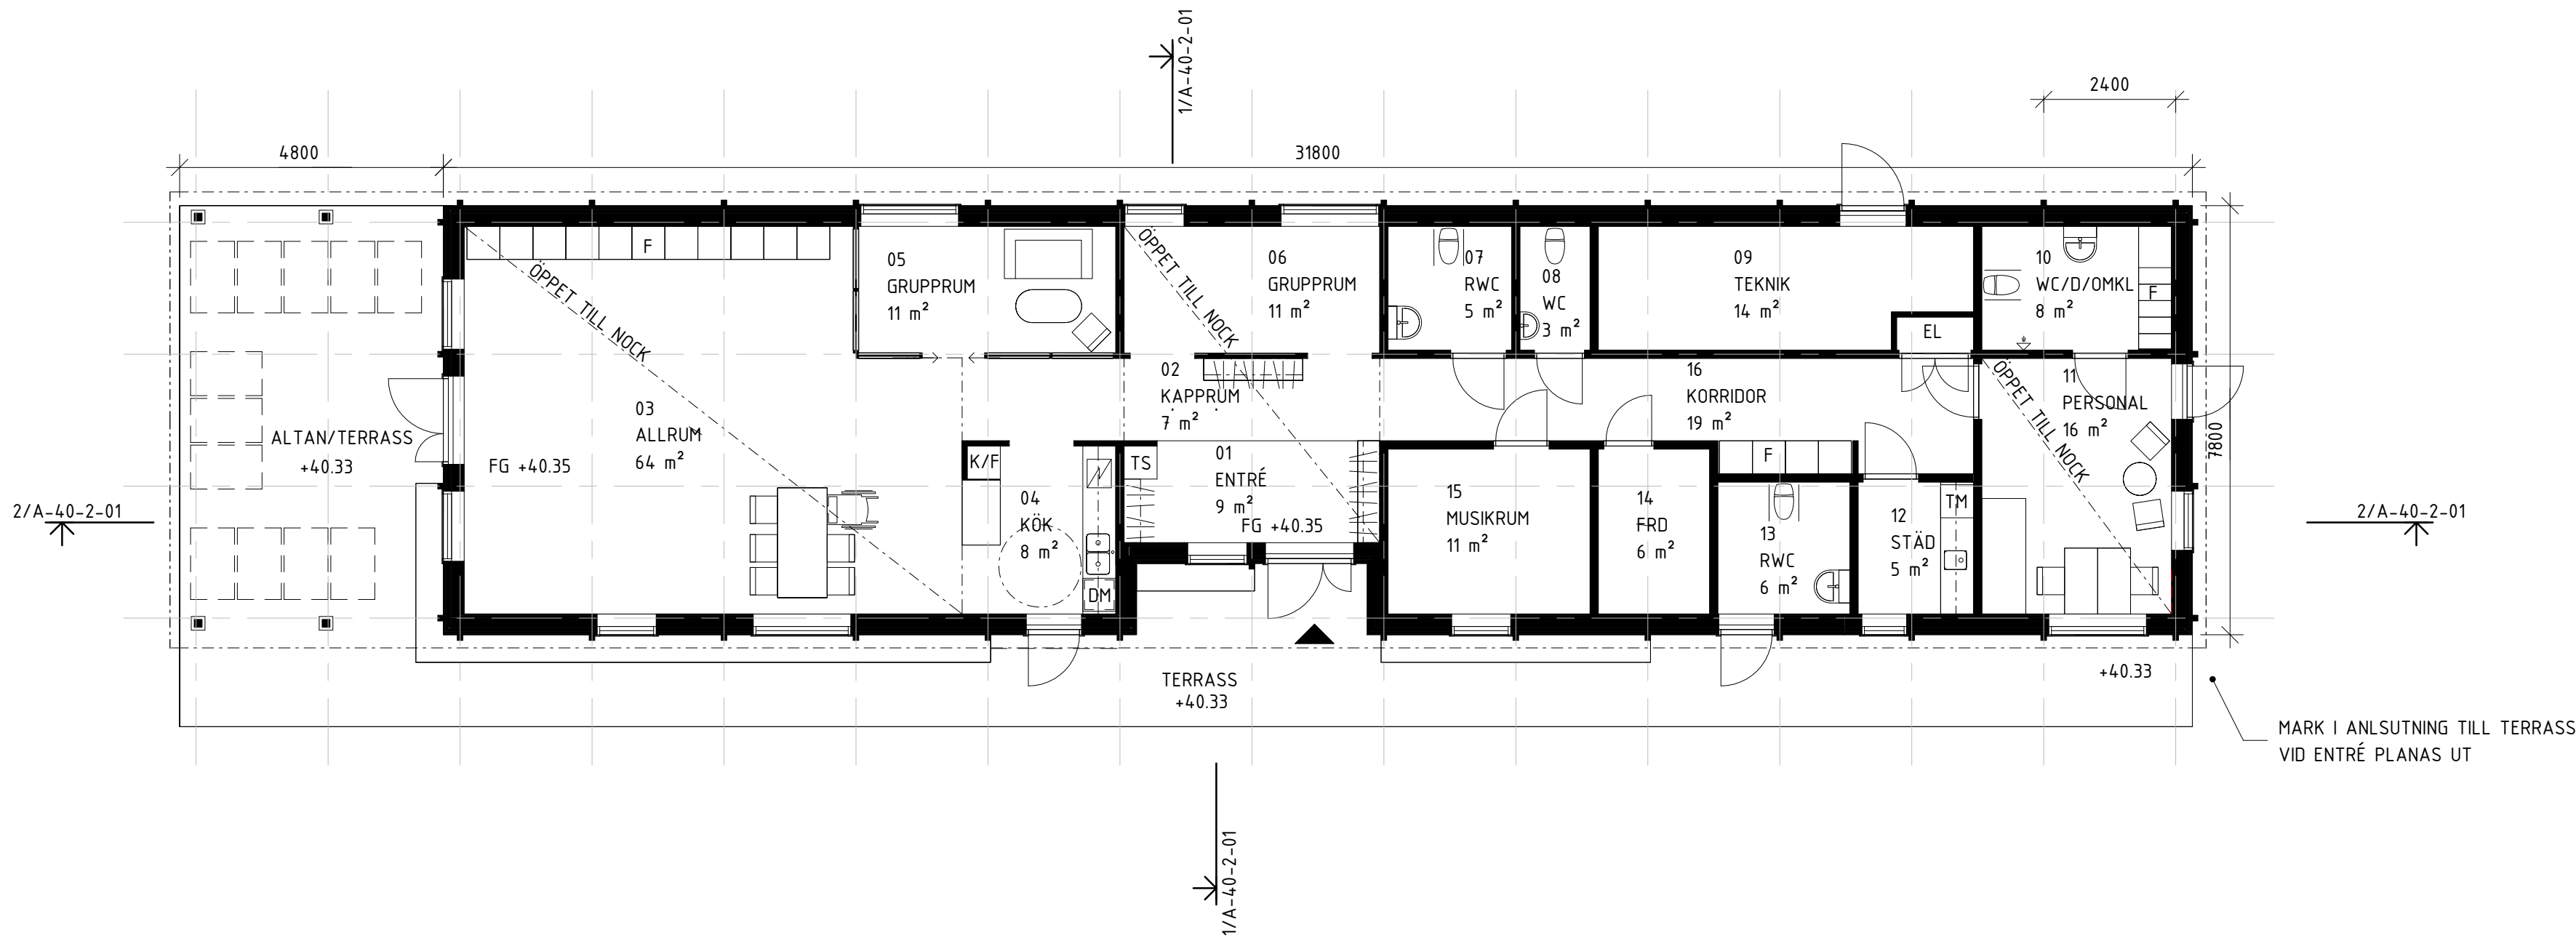 1/A-40-2-01
2400
4800
31800
F
ÖPPET TILL NOCK
05
GRUPPRUM
11 m²
ÖPPET TILL NOCK
06
GRUPPRUM
11 m²
07
RWC
5 m²
08
WC
3 m²
09
TEKNIK
14 m²
EL
10
WC/D/OMKL
8 m²
F
03
ALLRUM
64 m²
FG +40.35
ALTAN/TERRASS
+40.33
02
KAPPRUM
7 m²
16
KORRIDOR
19 m²
ÖPPET TILL NOCK
11
PERSONAL
16 m²
7800
K/F
04
KÖK
8 m²
DM
TS
01
ENTRÉ
9 m²
FG +40.35
15
MUSIKRUM
11 m²
14
FRD
6 m²
F
13
RWC
6 m²
12
STÄD
5 m²
TM
2/A-40-2-01
2/A-40-2-01
TERRASS
+40.33
+40.33
MARK I ANLSUTNING TILL TERRASS
VID ENTRÉ PLANAS UT
1/A-40-2-01